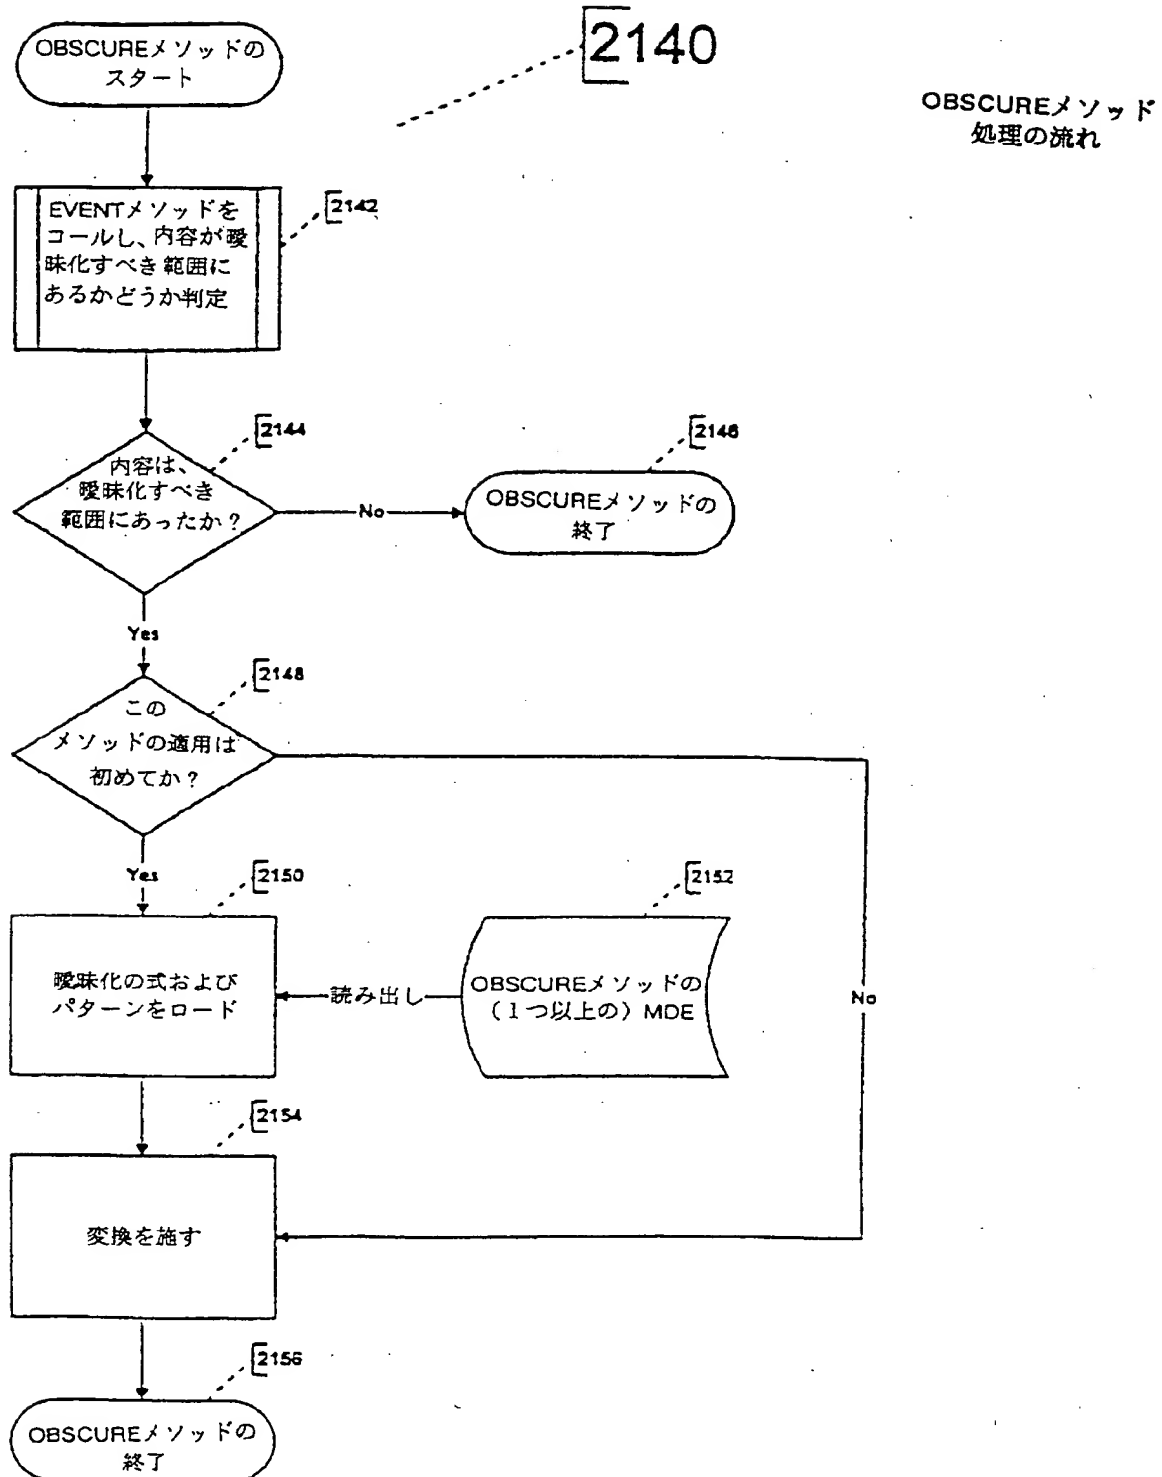 2140
OBSCUREメソッド
処理の流れ
OBSCUREメソッドの
スタート
2142
EVENTメソッドを
コールし、内容が曖
昧化すべき範囲に
あるかどうか判定
2144
内容は、
曖昧化すべき
範囲にあったか？
No
2146
OBSCUREメソッドの
終了
Yes
2148
この
メソッドの適用は
初めてか？
Yes
No
2150
曖昧化の式および
パターンをロード
読み出し
2152
OBSCUREメソッドの
（１つ以上の）MDE
2154
変換を施す
2156
OBSCUREメソッドの
終了